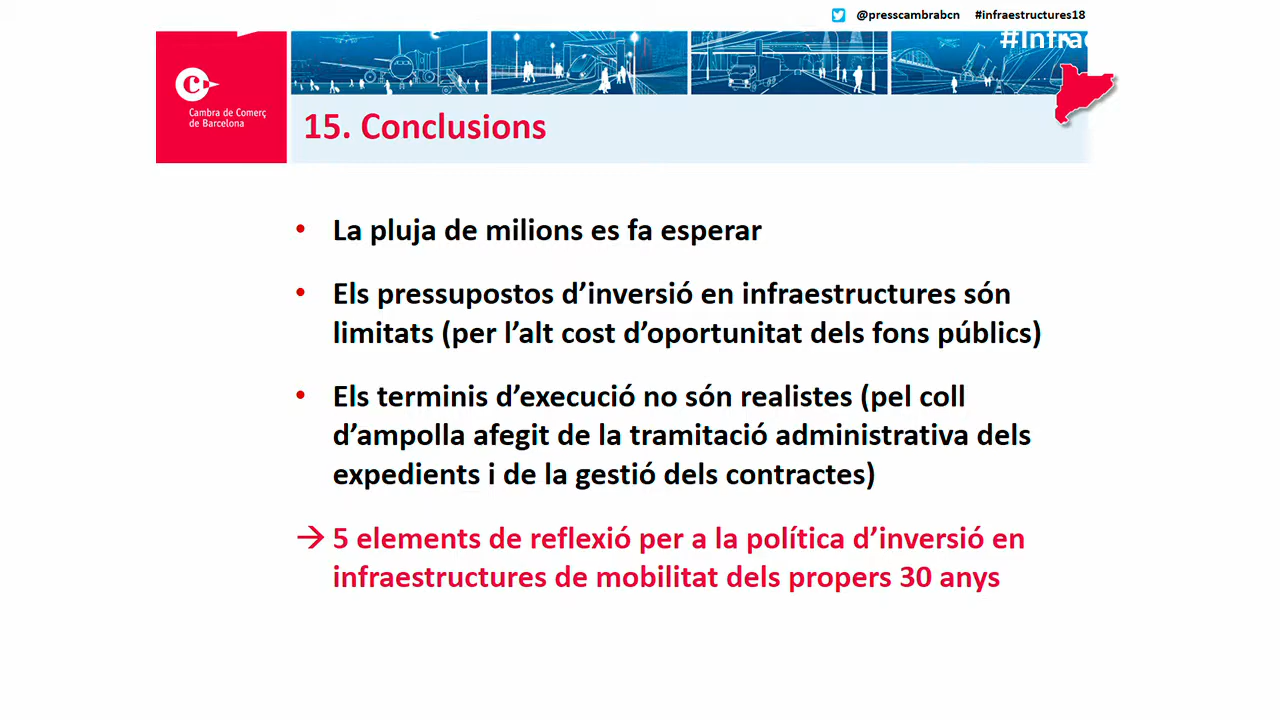 @presscambrabcn #infraestructures18
#Infrae
Cambra de Comerç
de Barcelona
15. Conclusions
• La pluja de milions es fa esperar
• Els pressupostos d’inversió en infraestructures són
limitats (per l’alt cost d’oportunitat dels fons públics)
• Els terminis d’execució no són realistes (pel coll
d’ampolla afegit de la tramitació administrativa dels
expedients i de la gestió dels contractes)
→ 5 elements de reflexió per a la política d’inversió en
infraestructures de mobilitat dels propers 30 anys